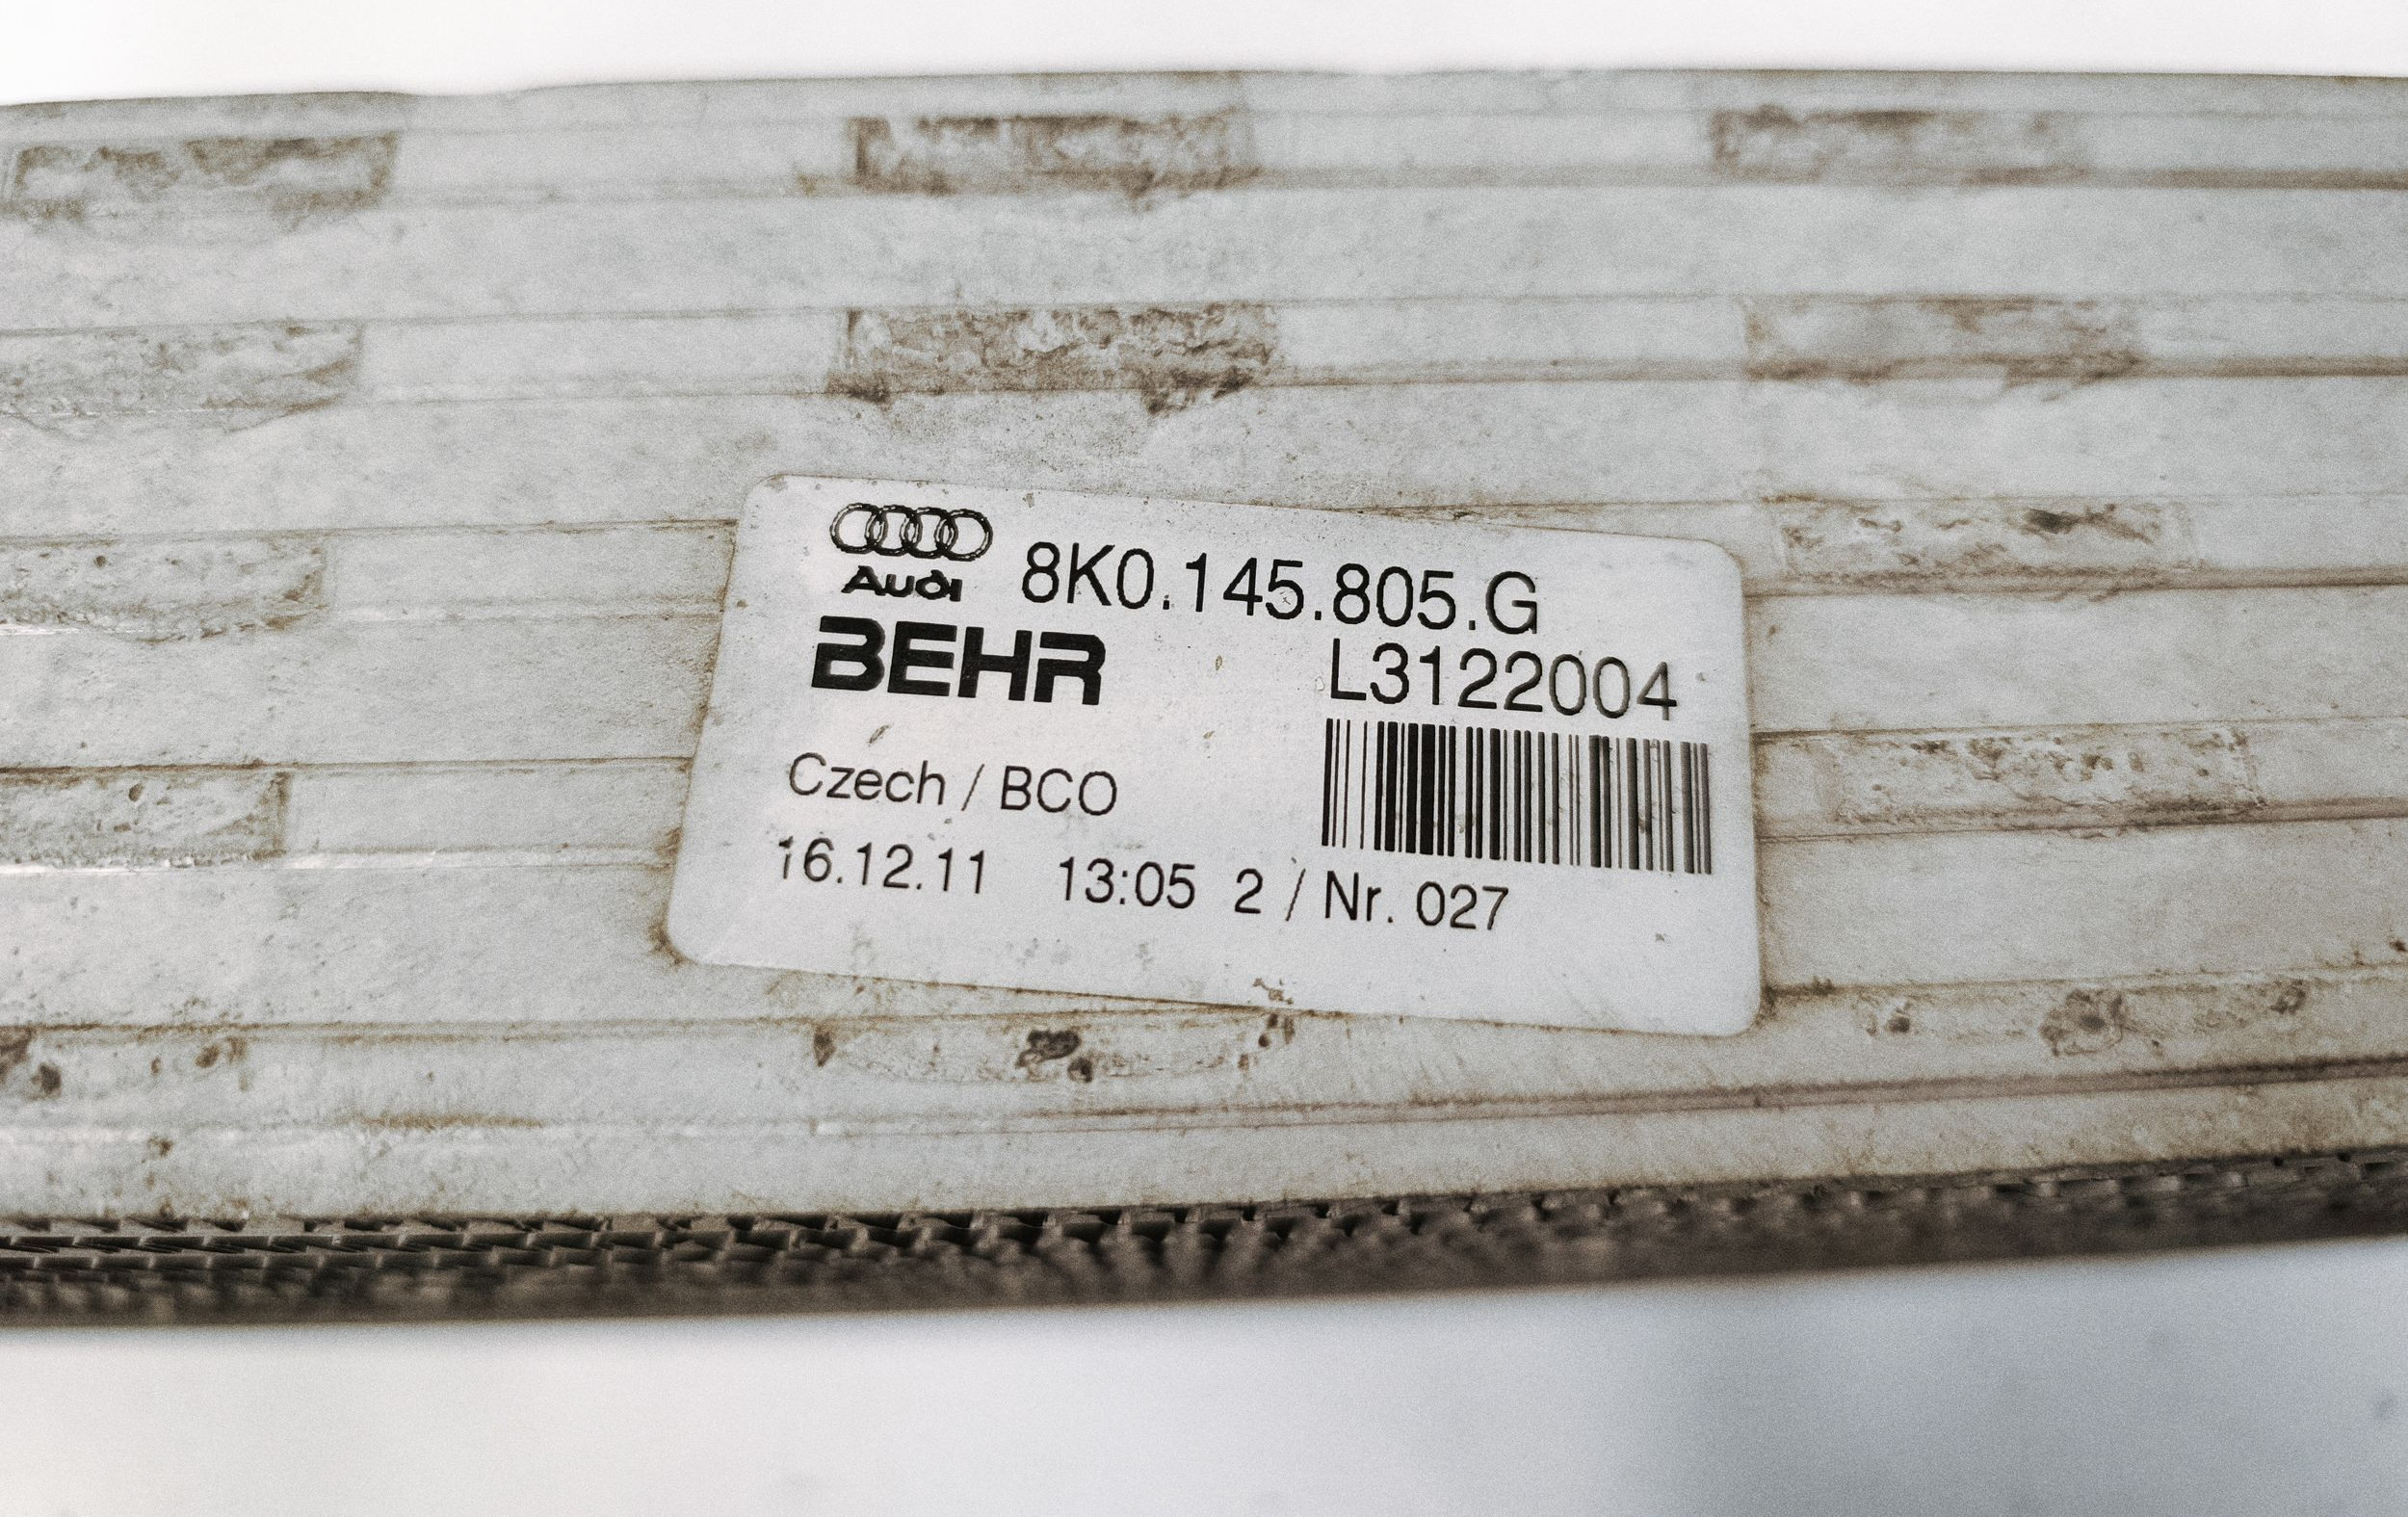 Audi 8K0.145.805.G
BEHR L3122004
Czech / BCO
16.12.11 13:05 2 / Nr. 027